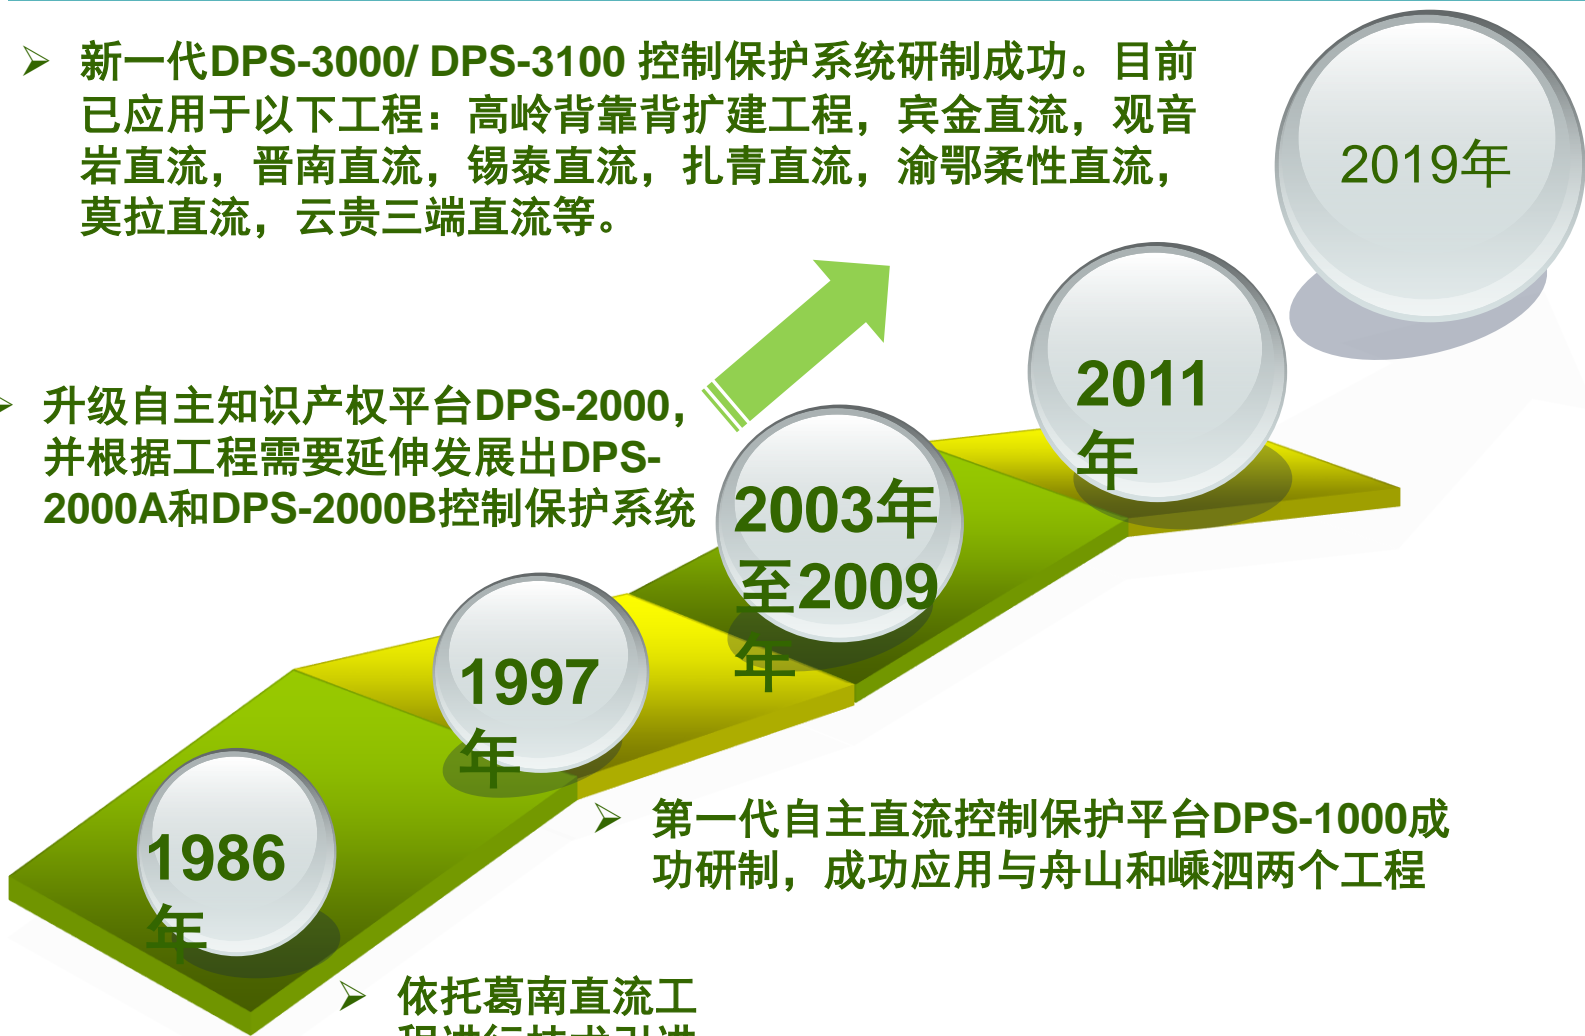 新一代DPS-3000/ DPS-3100 控制保护系统研制成功。目前
已应用于以下工程：高岭背靠背扩建工程，宾金直流，观音
岩直流，晋南直流，锡泰直流，扎青直流，渝鄂柔性直流，
莫拉直流，云贵三端直流等。
2019年
2011
年
升级自主知识产权平台DPS-2000，
并根据工程需要延伸发展出DPS-
2000A和DPS-2000B控制保护系统
2003年
至2009
年
1997
年
第一代自主直流控制保护平台DPS-1000成
功研制，成功应用与舟山和嵊泗两个工程
1986
年
依托葛南直流工
程进行技术引进